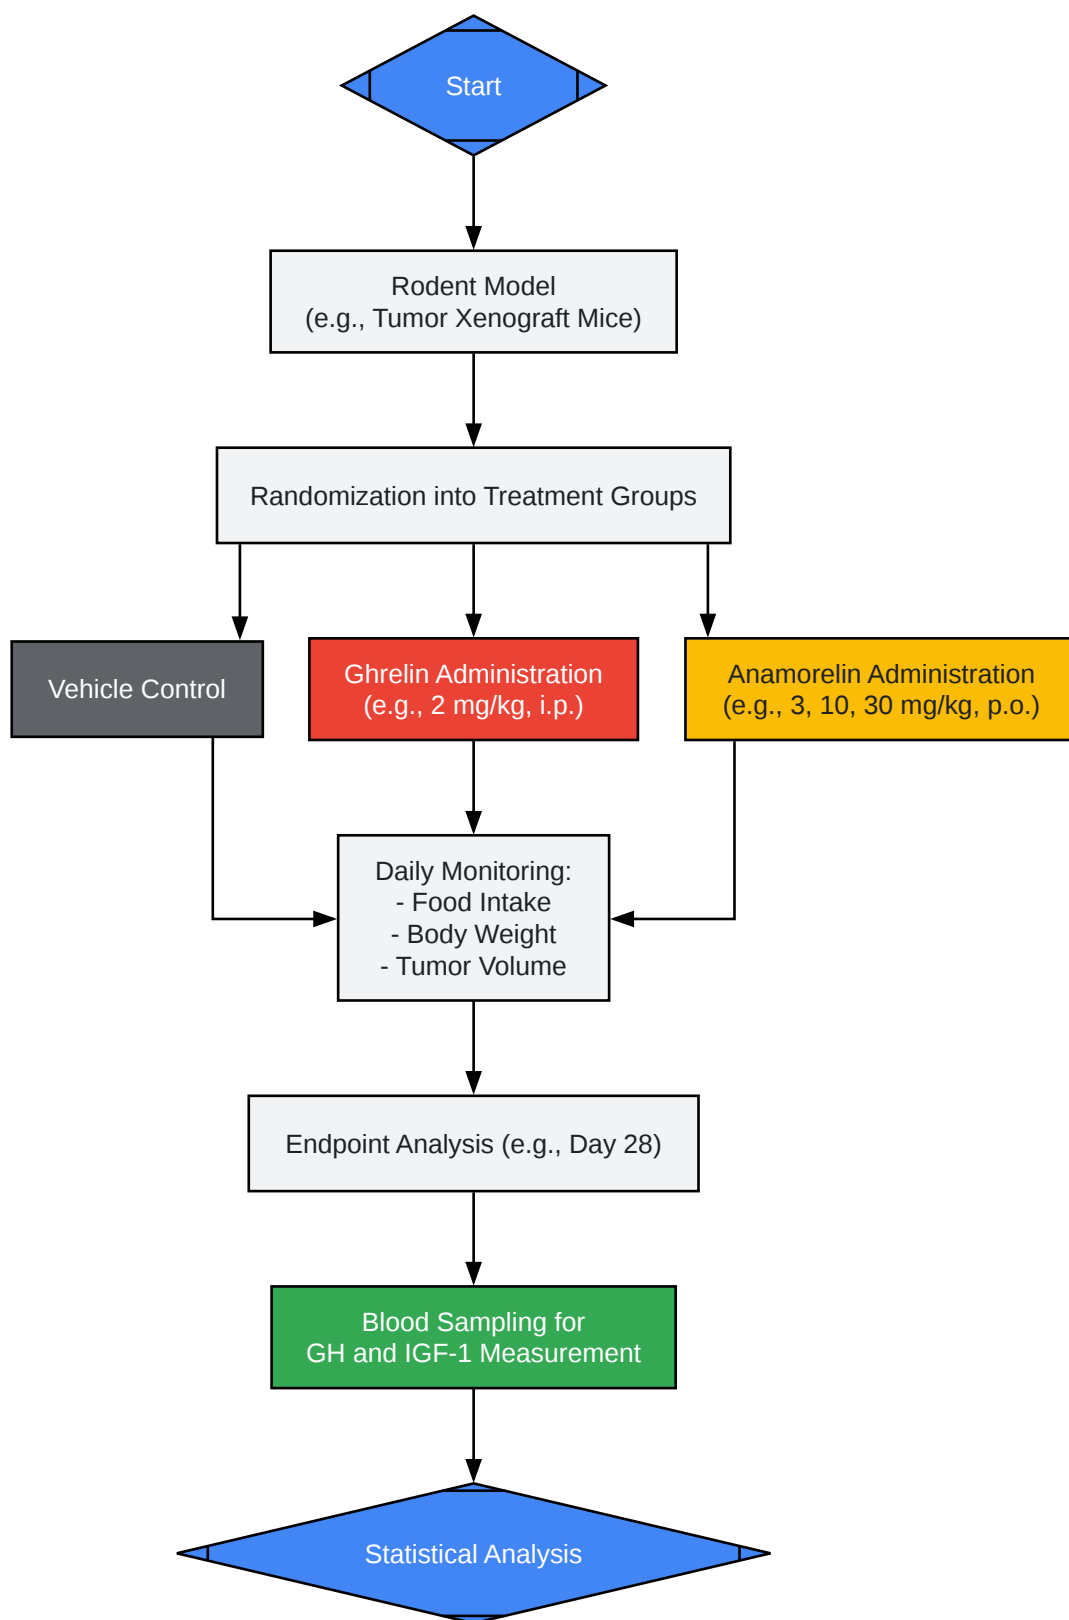 Start
Rodent Model
(e.g., Tumor Xenograft Mice)
Randomization into Treatment Groups
Vehicle Control
Ghrelin Administration
(e.g., 2 mg/kg, i.p.)
Anamorelin Administration
(e.g., 3, 10, 30 mg/kg, p.o.)
Daily Monitoring:
- Food Intake
- Body Weight
- Tumor Volume
Endpoint Analysis (e.g., Day 28)
Blood Sampling for
GH and IGF-1 Measurement
Statistical Analysis